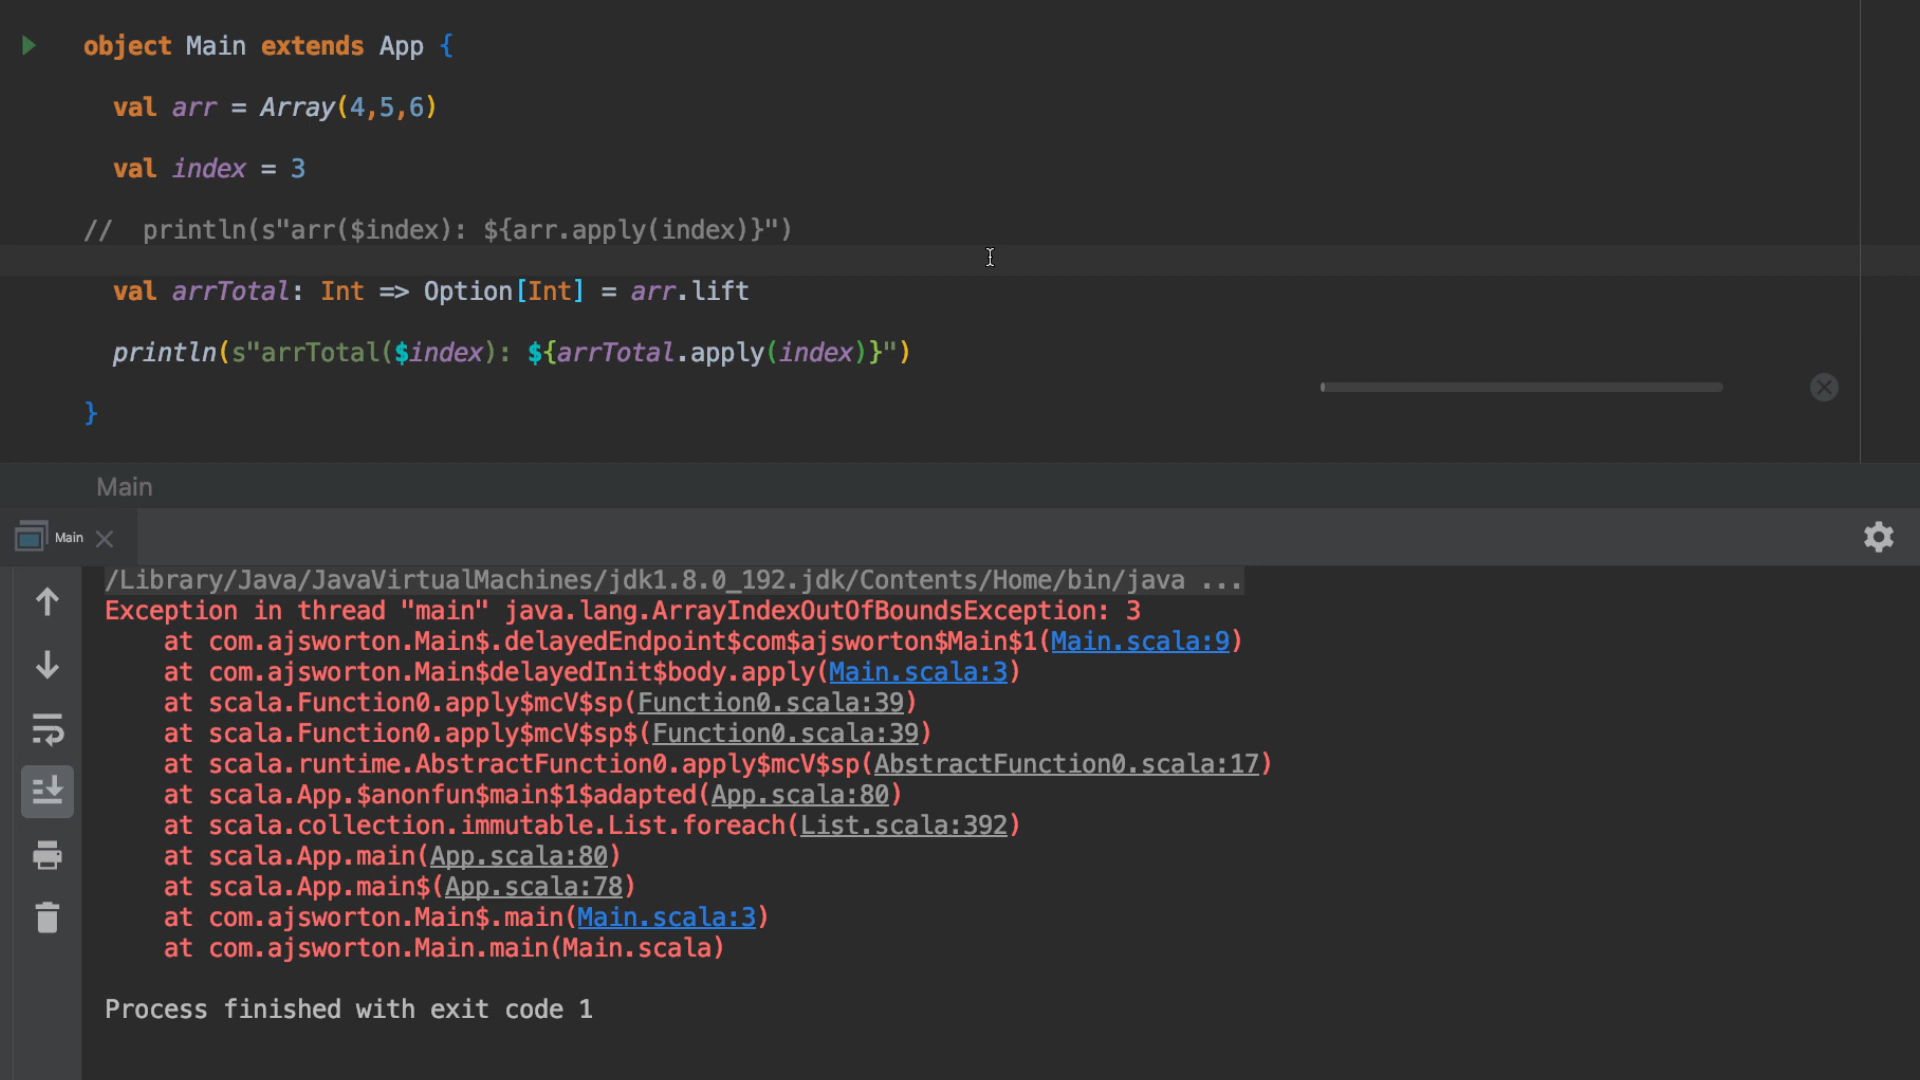 object Main extends App {
val arr = Array(4,5,6)
val index = 3
// println(s"arr($index): ${arr.apply(index)}")
val arrTotal: Int => Option[Int] = arr.lift
println(s"arrTotal($index): ${arrTotal.apply(index)}")
}
Main
Main
/Library/Java/JavaVirtualMachines/jdk1.8.0_192.jdk/Contents/Home/bin/java ...
Exception in thread "main" java.lang.ArrayIndexOutOfBoundsException: 3
at com.ajsworton.Main$.delayedEndpoint$com$ajsworton$Main$1(Main.scala:9)
at com.ajsworton.Main$delayedInit$body.apply(Main.scala:3)
at scala.Function0.apply$mcV$sp(Function0.scala:39)
at scala.Function0.apply$mcV$sp$(Function0.scala:39)
at scala.runtime.AbstractFunction0.apply$mcV$sp(AbstractFunction0.scala:17)
at scala.App.$anonfun$main$1$adapted(App.scala:80)
at scala.collection.immutable.List.foreach(List.scala:392)
at scala.App.main(App.scala:80)
at scala.App.main$(App.scala:78)
at com.ajsworton.Main$.main(Main.scala:3)
at com.ajsworton.Main.main(Main.scala)
Process finished with exit code 1